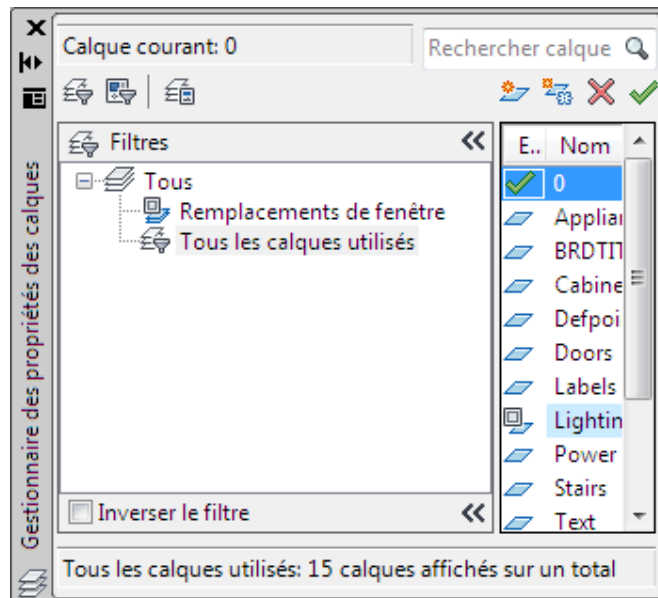 Calque courant: 0
Rechercher calque
Filtres
Tous
Remplacements de fenêtre
Tous les calques utilisés
Inverser le filtre
E.. Nom
0
Applian
BRDTIT
Cabine
Defpoi
Doors
Labels
Lightin
Power
Stairs
Text
Tous les calques utilisés: 15 calques affichés sur un total
Gestionnaire des propriétés des calques